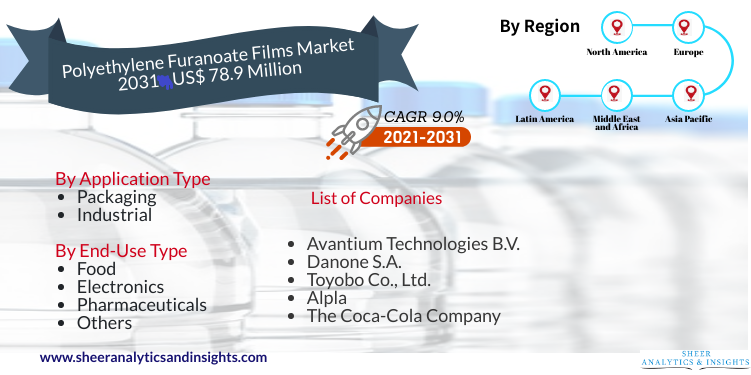 Polyethylene Furanoate Films Market
2031 US$ 78.9 Million
By Region
North America
Europe
Latin America
Middle East
and Africa
Asia Pacific
CAGR 9.0%
2021-2031
By Application Type
• Packaging
• Industrial
By End-Use Type
• Food
• Electronics
• Pharmaceuticals
• Others
List of Companies
• Avantium Technologies B.V.
• Danone S.A.
• Toyobo Co., Ltd.
• Alpla
• The Coca-Cola Company
www.sheeranalyticsandinsights.com
SHEER
ANALYTICS & INSIGHTS